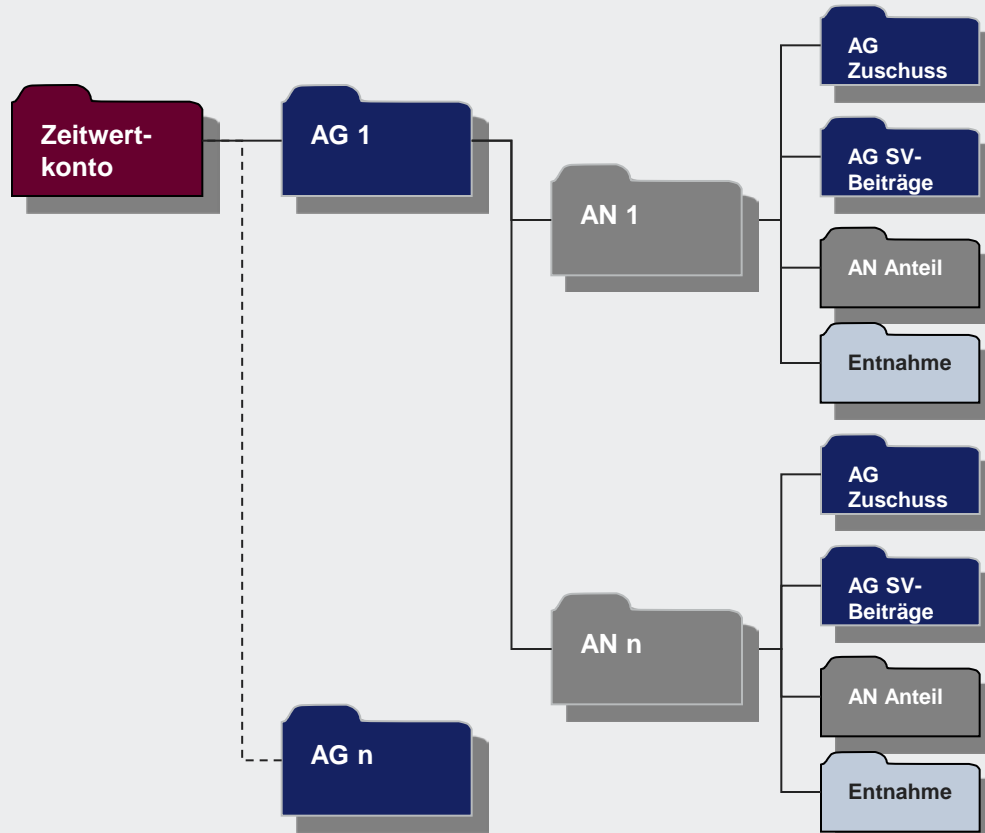 Zeitwert-
konto
AG 1
AN 1
AG
Zuschuss
AG SV-
Beiträge
AN Anteil
Entnahme
AN n
AG
Zuschuss
AG SV-
Beiträge
AN Anteil
Entnahme
AG n